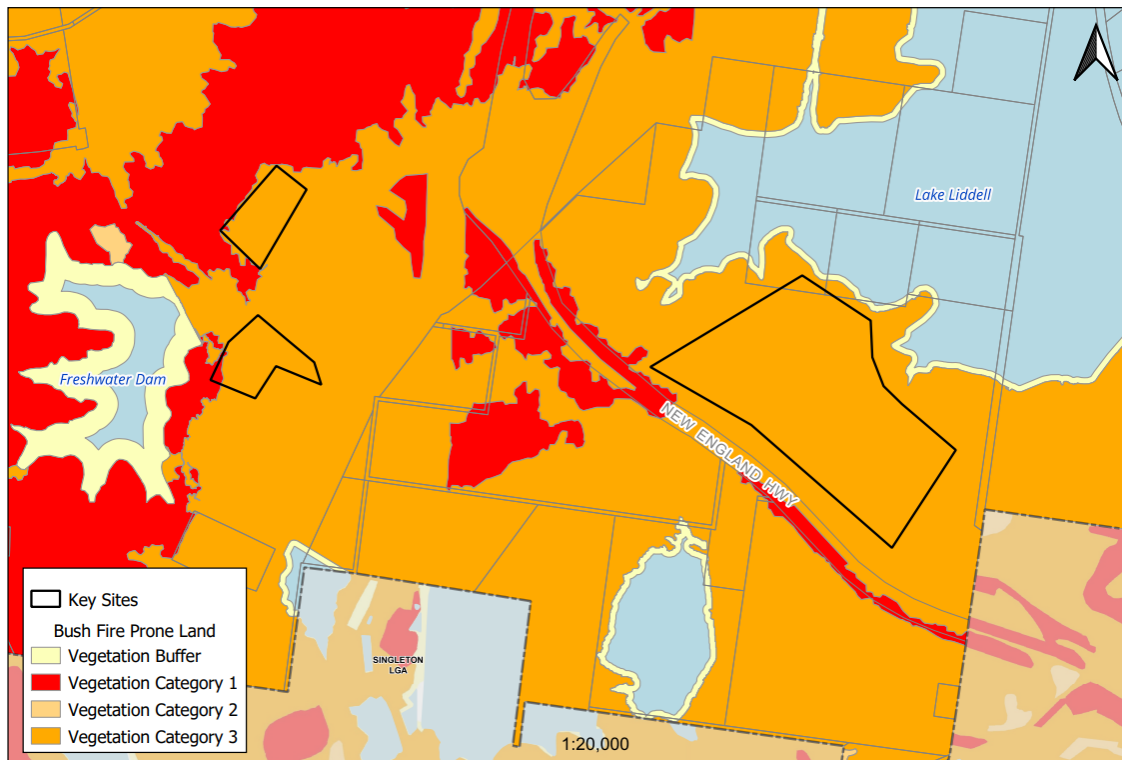 Lake Liddell
Freshwater Dam
NEW ENGLAND HWY
Key Sites
Bush Fire Prone Land
Vegetation Buffer
Vegetation Category 1
Vegetation Category 2
Vegetation Category 3
SINGLETON
LGA
1:20,000